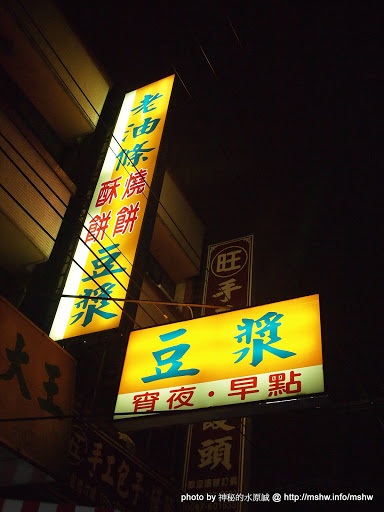 老油條
燒餅
酥餅
豆漿
豆漿
宵夜·早點
旺
手
饅頭
大王
旺
手工包子
photo by 神秘的水原誠 @ http://mshw.info/mshw